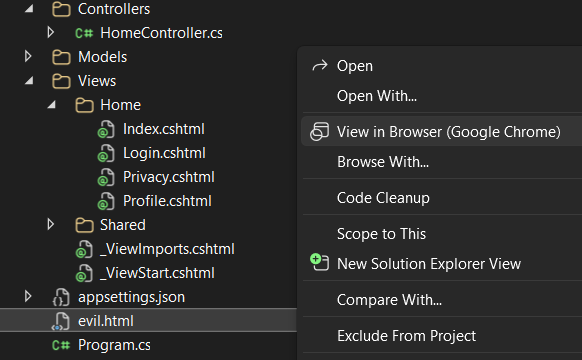 Controllers
C# HomeController.cs
Models
Views
Home
Index.cshtml
Login.cshtml
Privacy.cshtml
Profile.cshtml
Shared
_ViewImports.cshtml
_ViewStart.cshtml
appsettings.json
evil.html
C# Program.cs
Open
Open With...
View in Browser (Google Chrome)
Browse With...
Code Cleanup
Scope to This
New Solution Explorer View
Compare With...
Exclude From Project